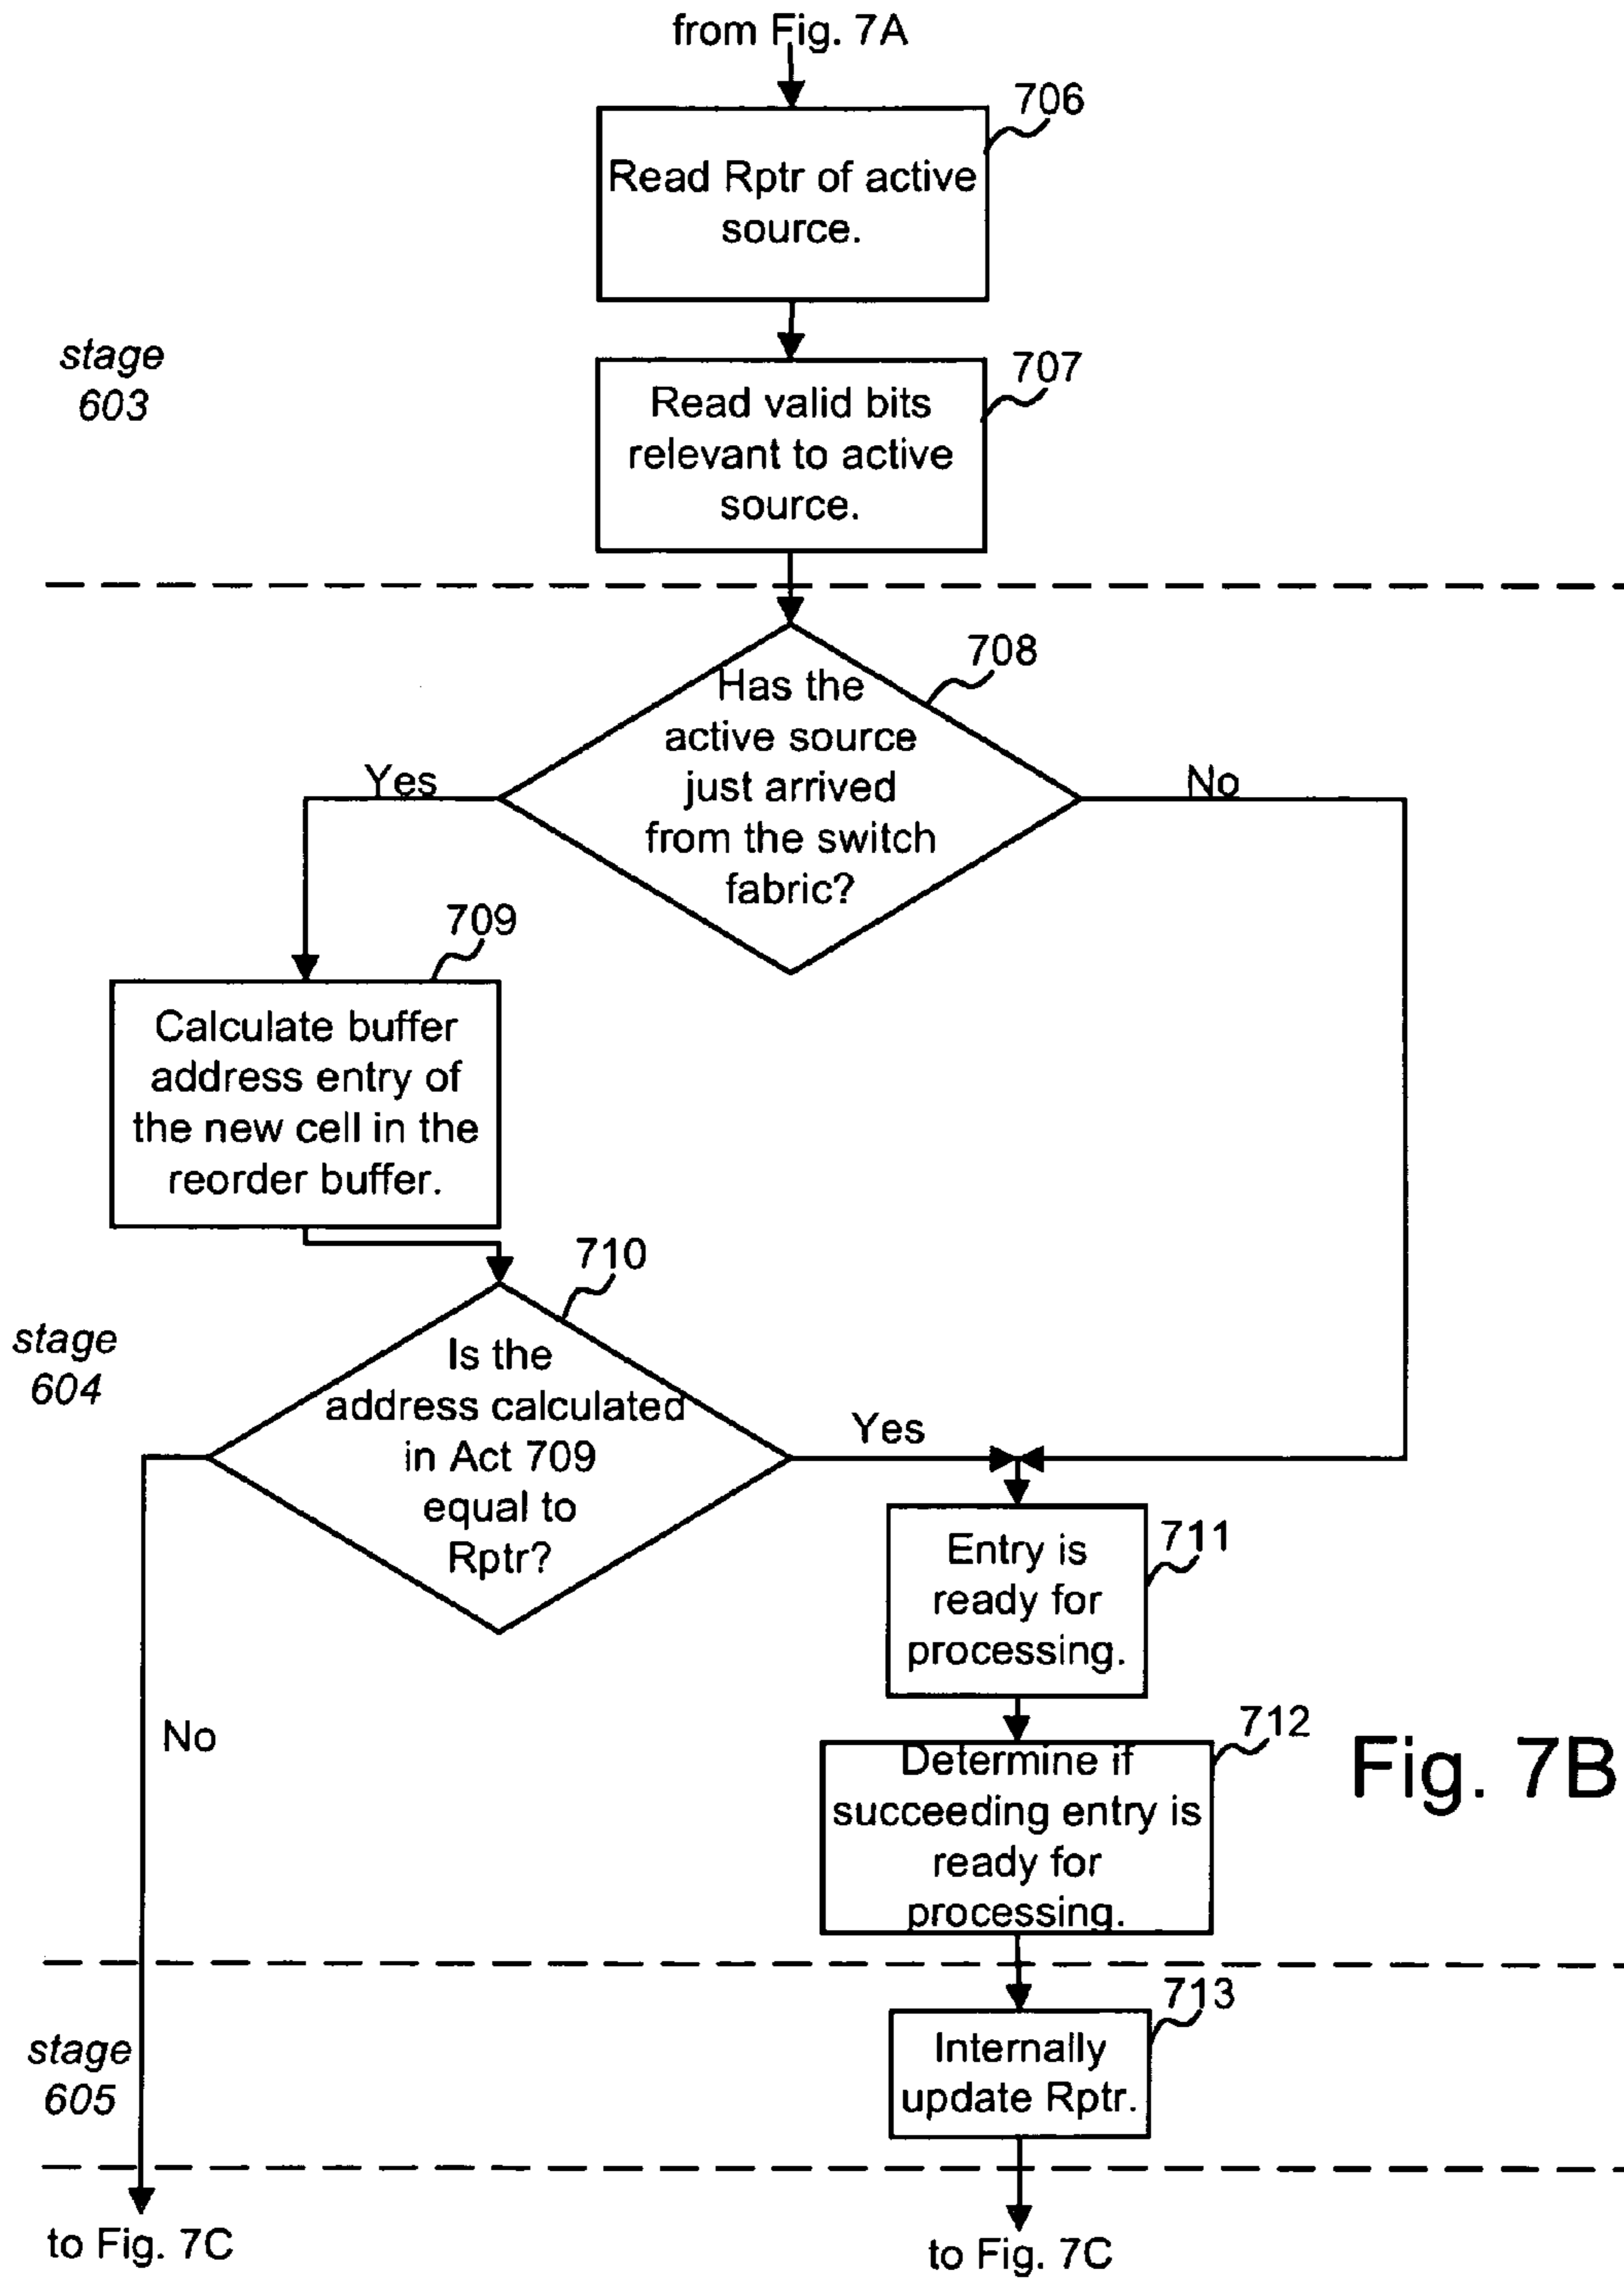 from Fig. 7A
706
Read Rptr of active
source.
stage
603
707
Read valid bits
relevant to active
source.
708
Has the
active source
just arrived
from the switch
fabric?
Yes
No
709
Calculate buffer
address entry of
the new cell in the
reorder buffer.
710
stage
604
Is the
address calculated
in Act 709
equal to
Rptr?
Yes
No
711
Entry is
ready for
processing.
712
Determine if
succeeding entry is
ready for
processing.
Fig. 7B
713
stage
605
Internally
update Rptr.
to Fig. 7C
to Fig. 7C